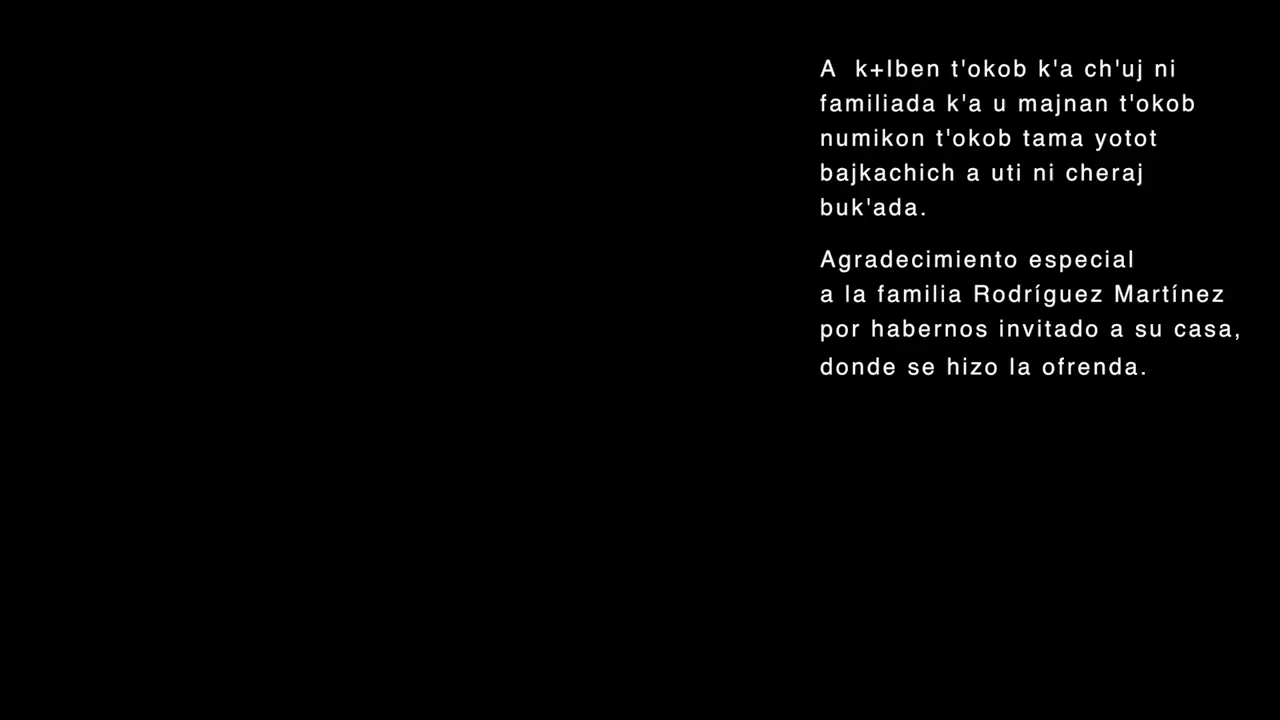 A k+lben t'okob k'a ch'uj ni
familiada k'a u majnan t'okob
numikon t'okob tama yotot
bajkachich a uti ni cheraj
buk'ada.
Agradecimiento especial
a la familia Rodríguez Martínez
por habernos invitado a su casa,
donde se hizo la ofrenda.